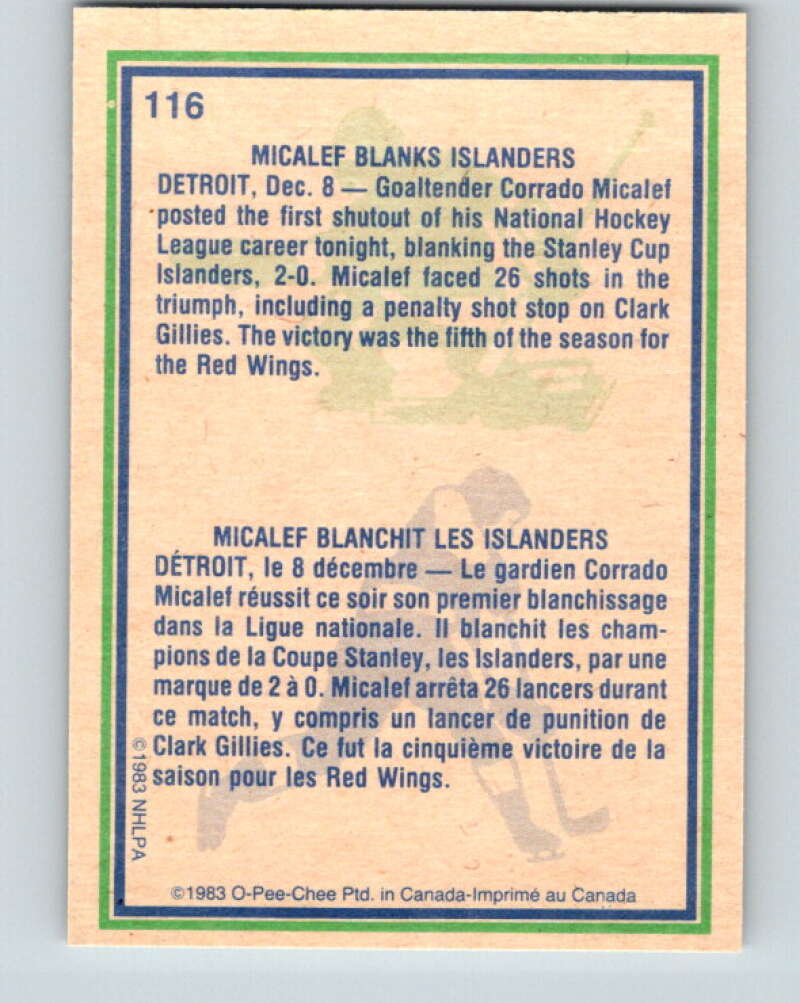 116
MICALEF BLANKS ISLANDERS
DETROIT, Dec. 8 — Goaltender Corrado Micalef
posted the first shutout of his National Hockey
League career tonight, blanking the Stanley Cup
Islanders, 2-0. Micalef faced 26 shots in the
triumph, including a penalty shot stop on Clark
Gillies. The victory was the fifth of the season for
the Red Wings.
MICALEF BLANCHIT LES ISLANDERS
DÉTROIT, le 8 décembre — Le gardien Corrado
Micalef réussit ce soir son premier blanchissage
dans la Ligue nationale. Il blanchit les cham-
pions de la Coupe Stanley, les Islanders, par une
marque de 2 à 0. Micalef arrêta 26 lancers durant
ce match, y compris un lancer de punition de
Clark Gillies. Ce fut la cinquième victoire de la
saison pour les Red Wings.
©1983 NHLPA
©1983 O-Pee-Chee Ptd. in Canada-Imprimé au Canada